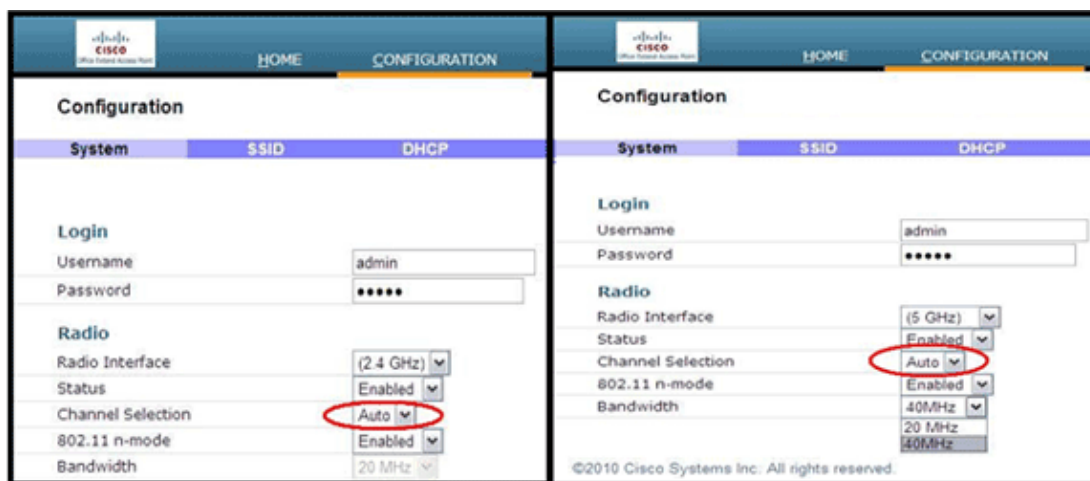 CISCO
HOME
CONFIGURATION
Configuration
System
SSID
DHCP
Login
Username
admin
Password
•••••
Radio
Radio Interface
(2.4 GHz)
Status
Enabled
Channel Selection
Auto
802.11 n-mode
Enabled
Bandwidth
20 MHz
CISCO
HOME
CONFIGURATION
Configuration
System
SSID
DHCP
Login
Username
admin
Password
•••••
Radio
Radio Interface
(5 GHz)
Status
Enabled
Channel Selection
Auto
802.11 n-mode
Enabled
Bandwidth
40MHz
20 MHz
40MHz
©2010 Cisco Systems Inc. All rights reserved.